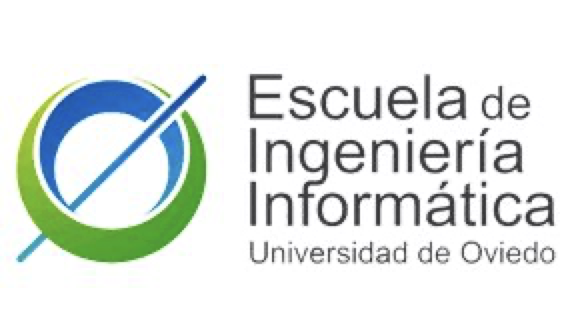 Escuela de
Ingeniería
Informática
Universidad de Oviedo